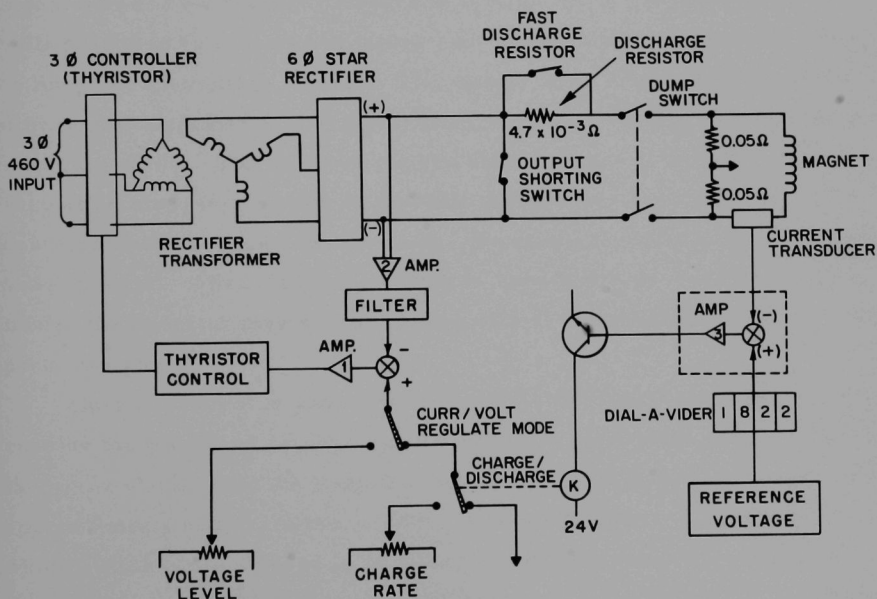 3 Ø CONTROLLER
(THYRISTOR)
6 Ø STAR
RECTIFIER
FAST
DISCHARGE
RESISTOR
DISCHARGE
RESISTOR
DUMP
SWITCH
3 Ø
460 V
INPUT
(+)
4.7 x 10⁻³ Ω
0.05Ω
0.05Ω
MAGNET
OUTPUT
SHORTING
SWITCH
(-)
RECTIFIER
TRANSFORMER
CURRENT
TRANSDUCER
2
AMP.
FILTER
AMP
3
(-)
(+)
THYRISTOR
CONTROL
AMP.
1
-
+
DIAL-A-VIDER
1 8 2 2
CURR/VOLT
REGULATE MODE
CHARGE/
DISCHARGE
K
24V
REFERENCE
VOLTAGE
VOLTAGE
LEVEL
CHARGE
RATE